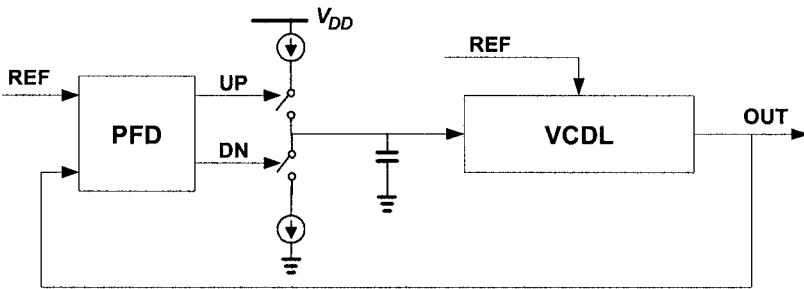 V_DD
REF
UP
REF
PFD
DN
VCDL
OUT